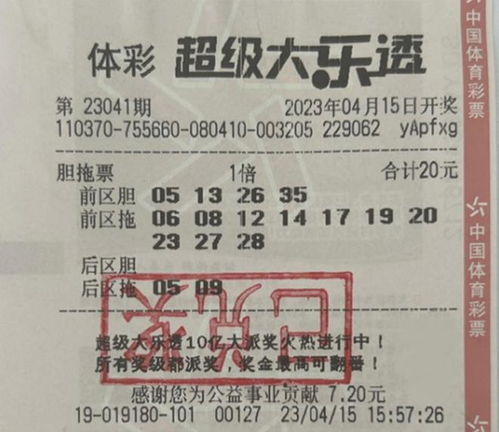 体彩 超级大乐透
第 23041期 2023年04月15日开奖
110370-755660-080410-003205 229062 yApfxg
胆拖票 1倍 合计20元
前区胆 05 13 26 35
前区拖 06 08 12 14 17 19 20
23 27 28
后区胆
后区拖 05 09
超级大乐透10亿大派奖火热进行中！
所有奖级都派奖，奖金最高可翻番！
感谢您为公益事业贡献 7.20元
19-019180-101 00127 23/04/15 15:57:26
中国体育彩票
中国体育彩票